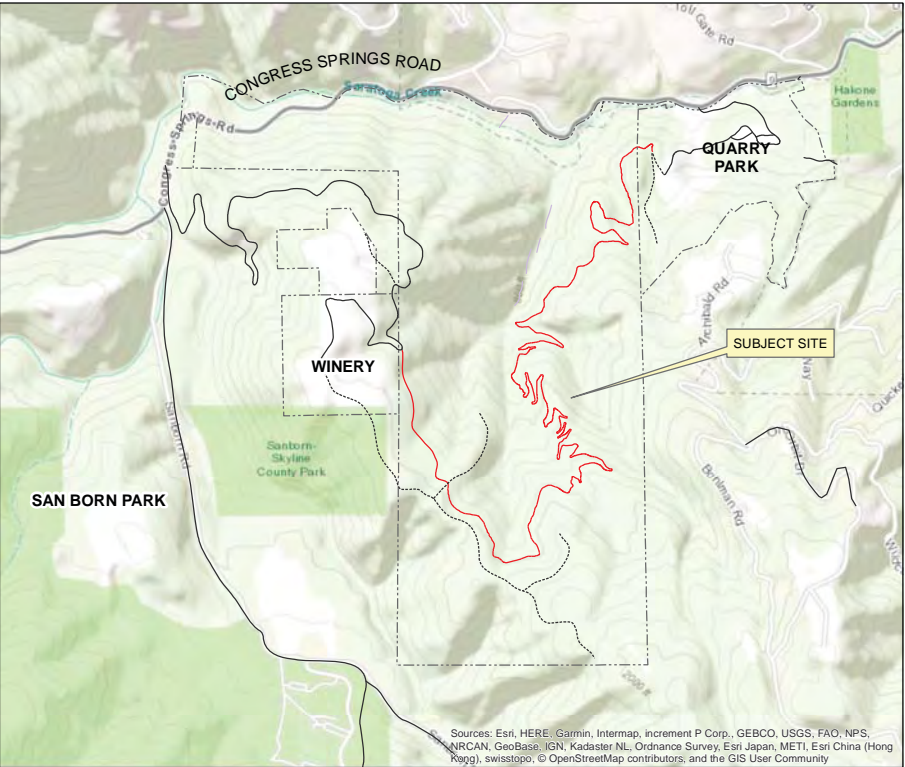 Toll Gate Rd
CONGRESS SPRINGS ROAD
Saratoga Creek
Hakone
Gardens
Congress-Springs-Rd
QUARRY
PARK
Archibald Rd
SUBJECT SITE
WINERY
Sanborn Rd
Sanborn-
Skyline
County Park
SAN BORN PARK
2000 ft
Sources: Esri, HERE, Garmin, Intermap, increment P Corp., GEBCO, USGS, FAO, NPS,
NRCAN, GeoBase, IGN, Kadaster NL, Ordnance Survey, Esri Japan, METI, Esri China (Hong
Kong), swisstopo, © OpenStreetMap contributors, and the GIS User Community